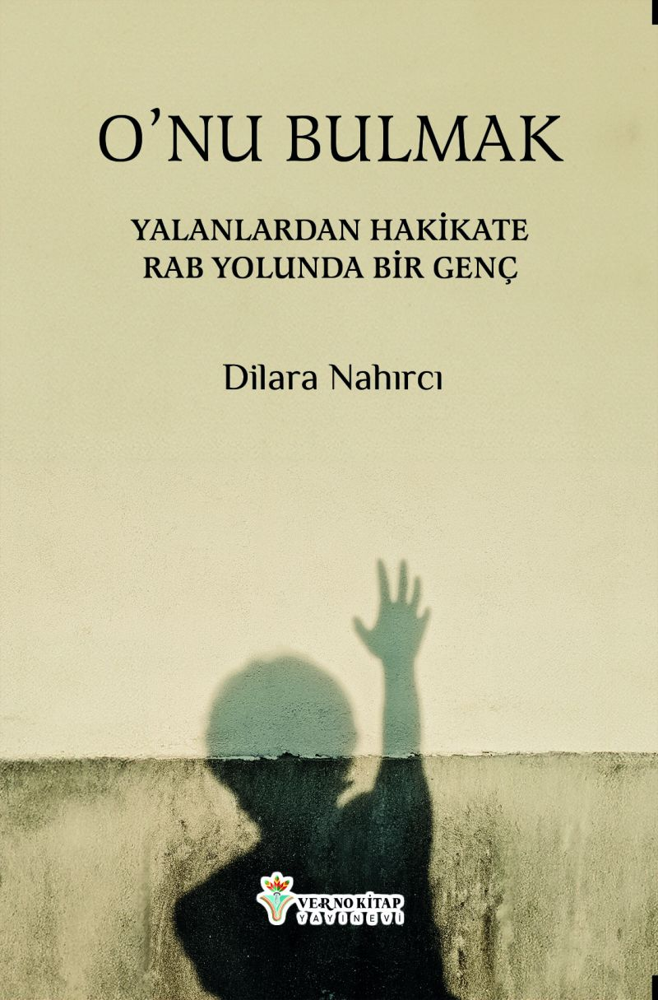 O’NU BULMAK
YALANLARDAN HAKİKATE
RAB YOLUNDA BİR GENÇ
Dilara Nahırcı
VERNO KİTAP
YAYINEVİ